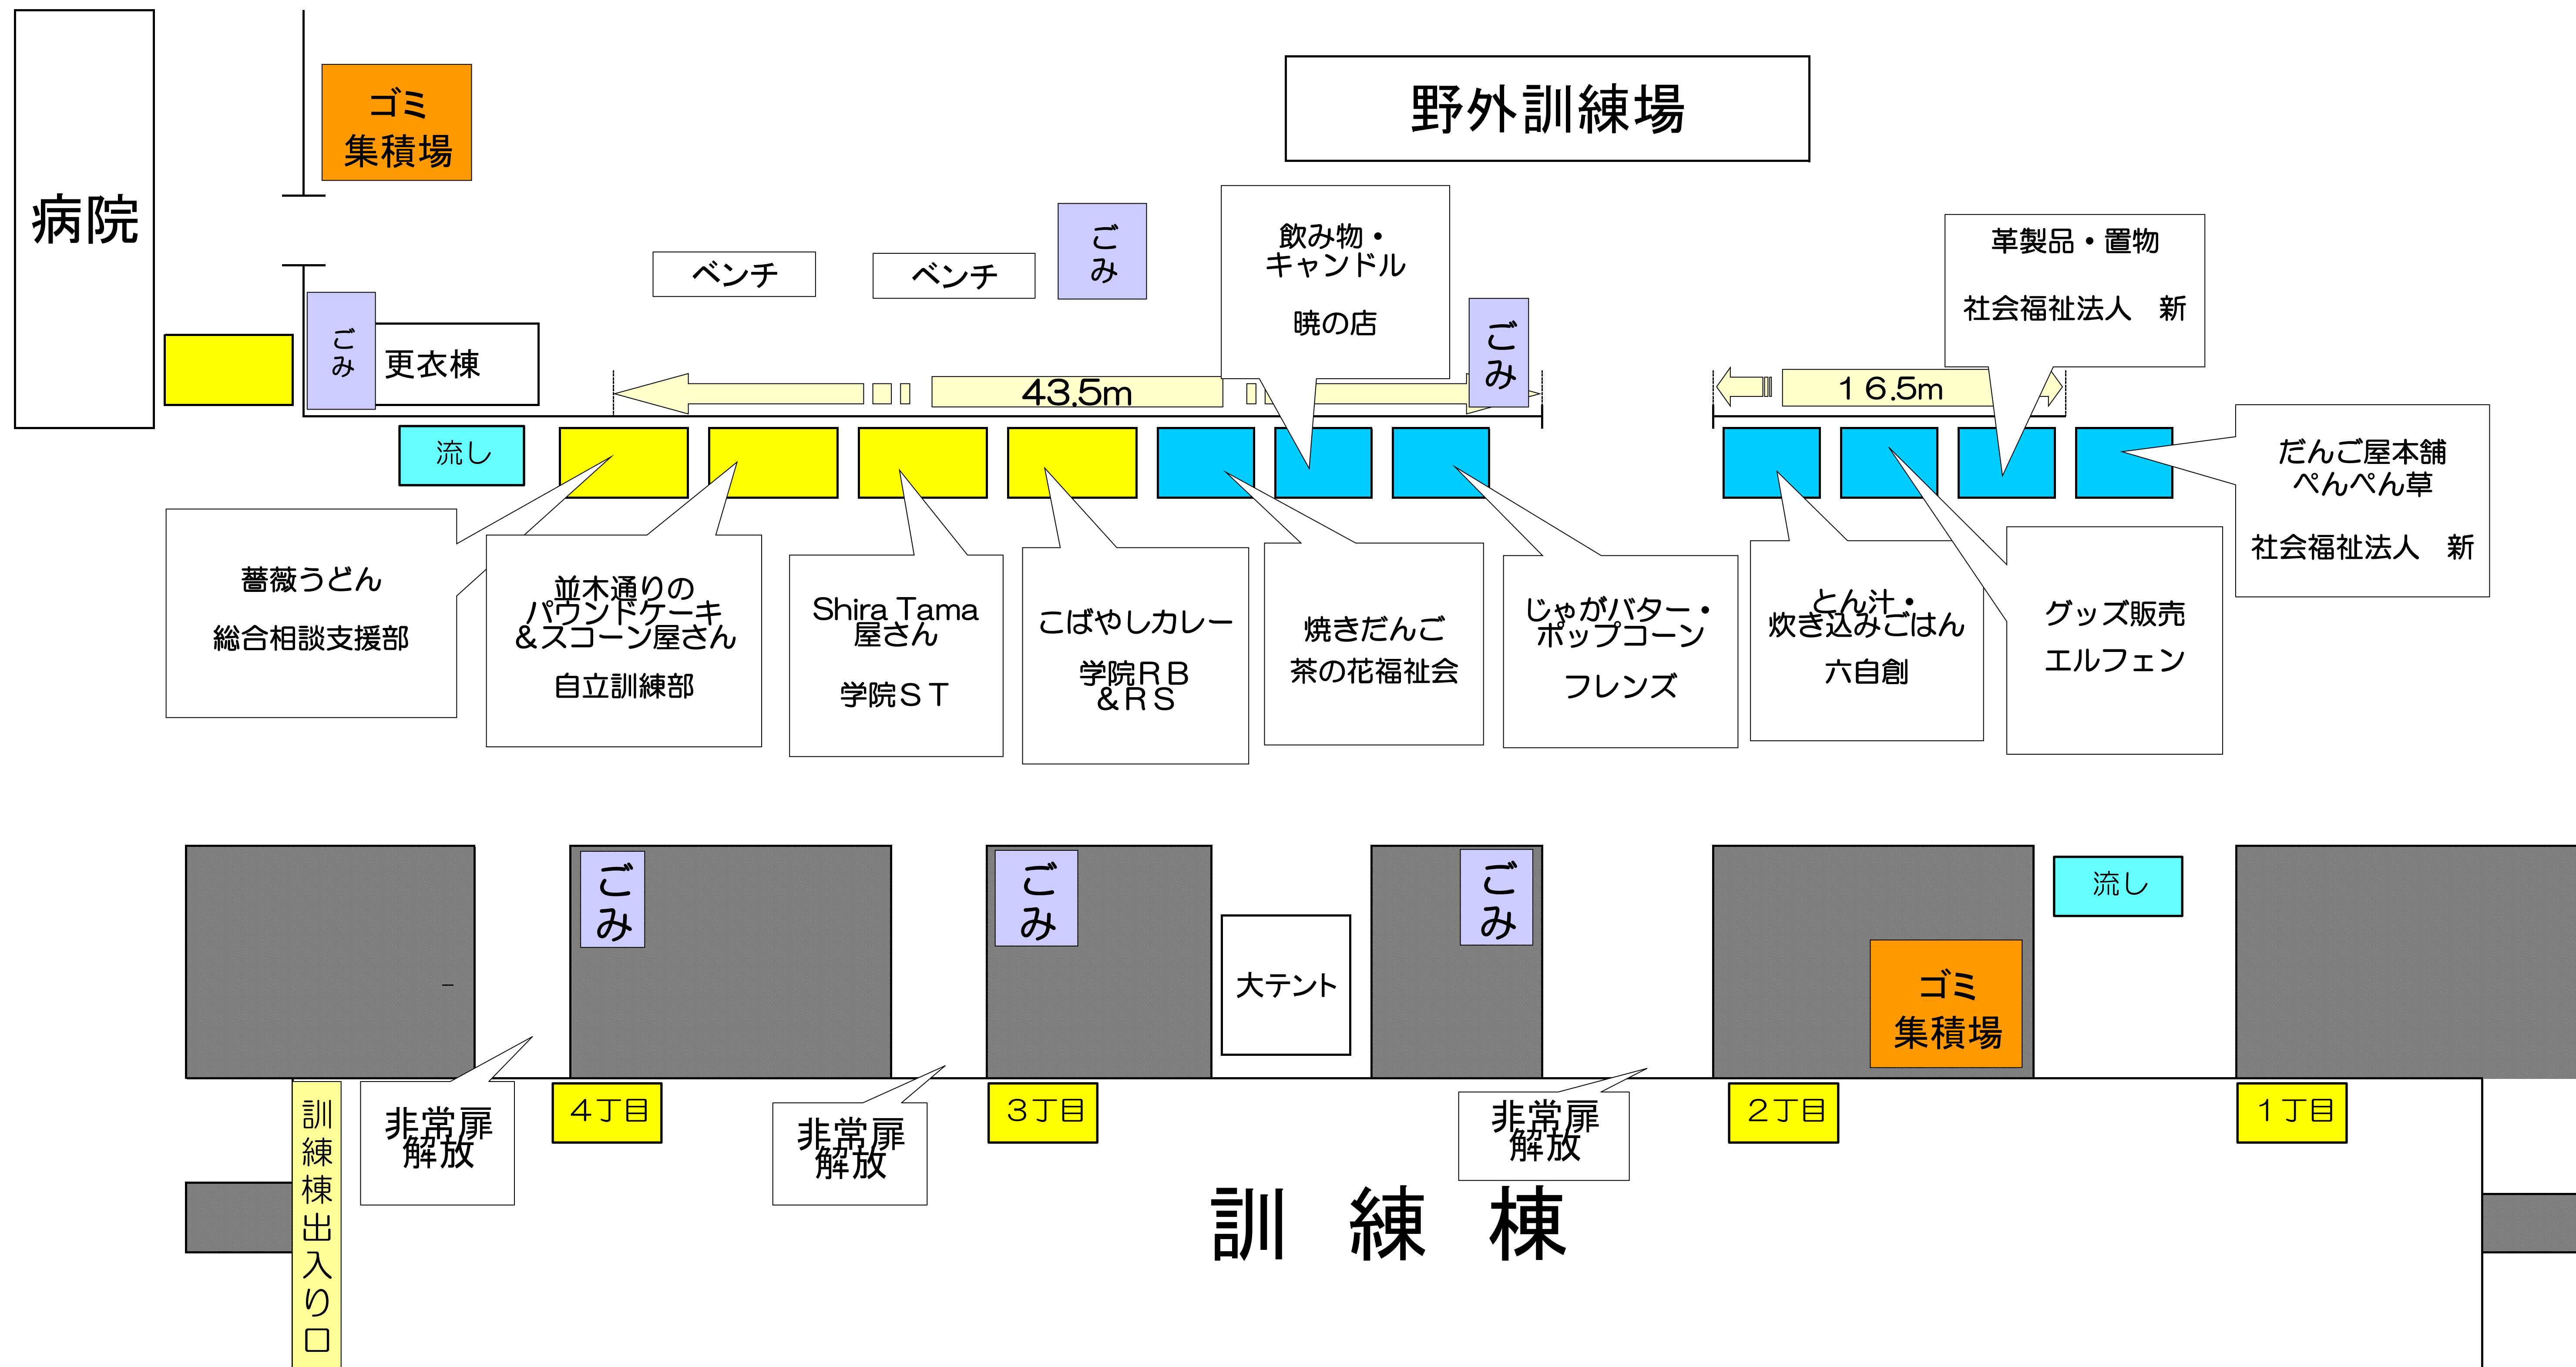 野外訓練場
ゴミ
集積場
病院
ベンチ
ベンチ
ご
み
飲み物・
キャンドル
暁の店
革製品・置物
社会福祉法人　新
ご
み
更衣棟
43.5m
ご
み
１６.5m
流し
だんご屋本舗
ぺんぺん草
社会福祉法人　新
薔薇うどん
総合相談支援部
並木通りの
パウンドケーキ
＆スコーン屋さん
自立訓練部
Shira Tama
屋さん
学院ＳＴ
こばやしカレー
学院ＲＢ
＆ＲＳ
焼きだんご
茶の花福祉会
じゃがバター・
ポップコーン
フレンズ
とん汁・
炊き込みごはん
六自創
グッズ販売
エルフェン
ご
み
ご
み
ご
み
流し
大テント
ゴミ
集積場
訓練棟出入り口
非常扉
解放
４丁目
非常扉
解放
３丁目
非常扉
解放
２丁目
１丁目
訓練棟